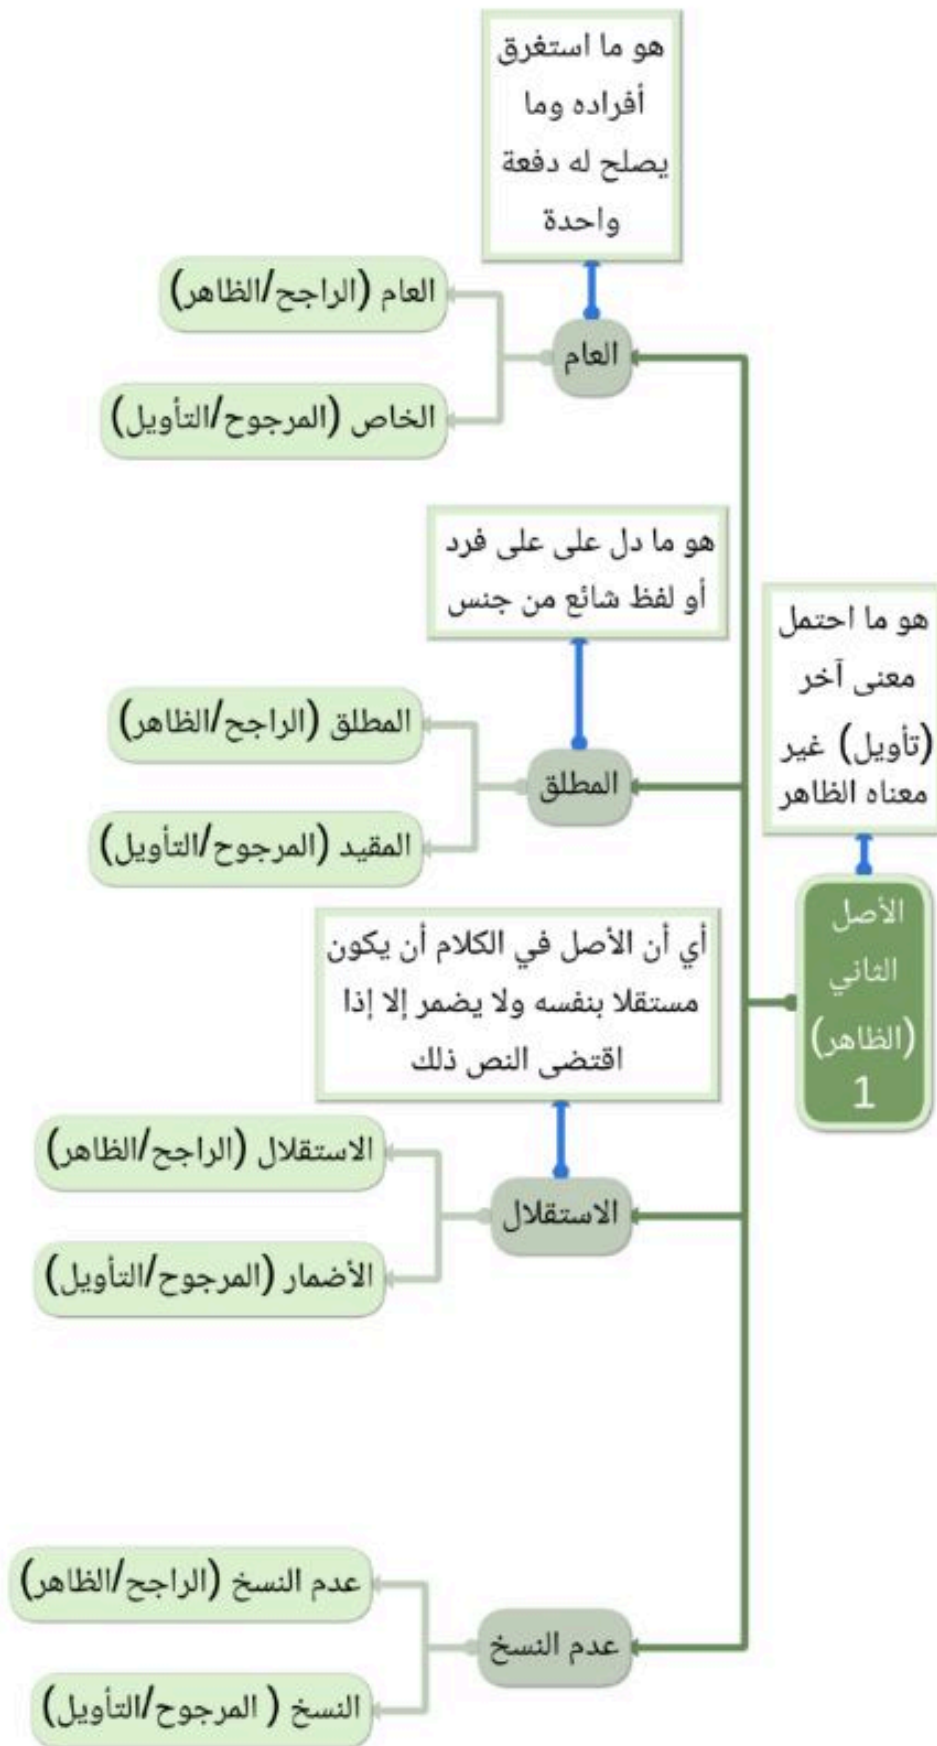 هو ما احتمل
معنى آخر
(تأويل) غير
معناه الظاهر
الأصل
الثاني
(الظاهر)
1
هو ما استغرق
أفراده وما
يصلح له دفعة
واحدة
العام
العام (الراجح/الظاهر)
الخاص (المرجوح/التأويل)
هو ما دل على على فرد
أو لفظ شائع من جنس
المطلق
المطلق (الراجح/الظاهر)
المقيد (المرجوح/التأويل)
أي أن الأصل في الكلام أن يكون
مستقلا بنفسه ولا يضمر إلا إذا
اقتضى النص ذلك
الاستقلال
الاستقلال (الراجح/الظاهر)
الأضمار (المرجوح/التأويل)
عدم النسخ
عدم النسخ (الراجح/الظاهر)
النسخ ( المرجوح/التأويل)